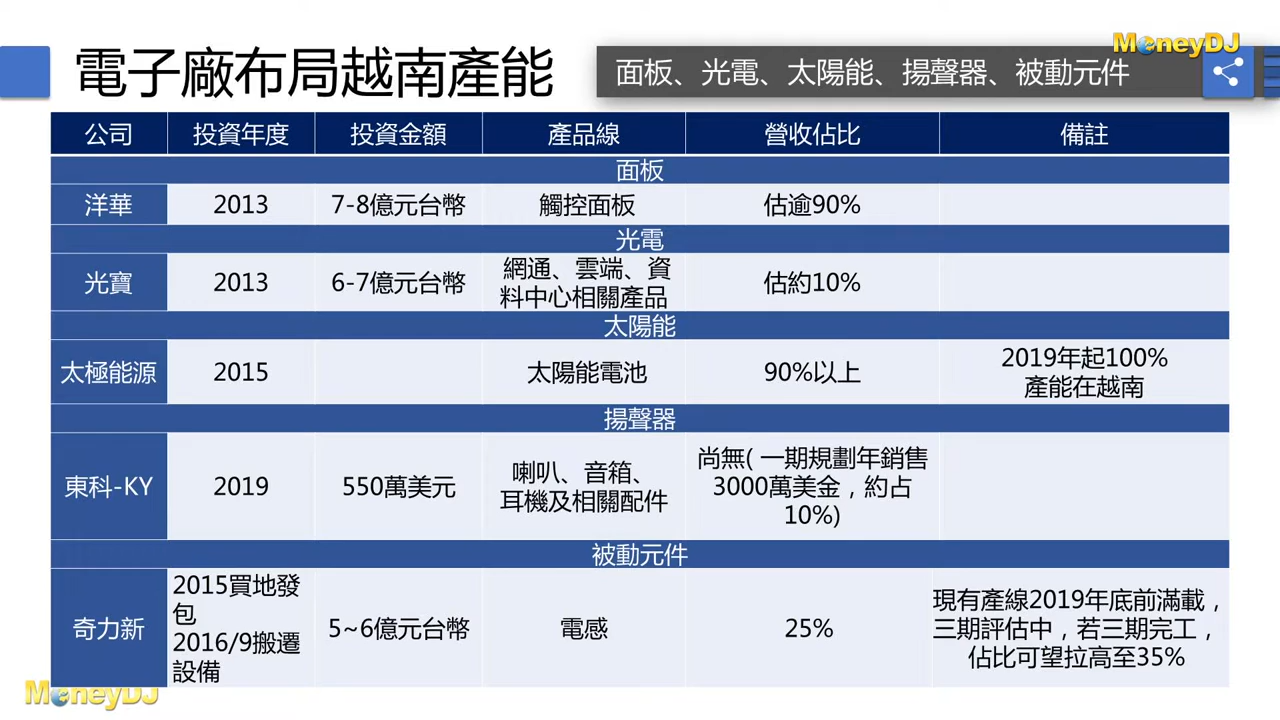 MoneyDJ
電子廠布局越南產能
面板、光電、太陽能、揚聲器、被動元件
公司 投資年度 投資金額 產品線 營收佔比 備註
面板
洋華 2013 7-8億元台幣 觸控面板 估逾90%
光電
光寶 2013 6-7億元台幣 網通、雲端、資
料中心相關產品 估約10%
太陽能
太極能源 2015 太陽能電池 90%以上 2019年起100%
產能在越南
揚聲器
東科-KY 2019 550萬美元 喇叭、音箱、
耳機及相關配件 尚無( 一期規劃年銷售
3000萬美金，約占
10%)
被動元件
奇力新 2015買地發
包
2016/9搬遷
設備 5~6億元台幣 電感 25% 現有產線2019年底前滿載，
三期評估中，若三期完工，
佔比可望拉高至35%
MoneyDJ